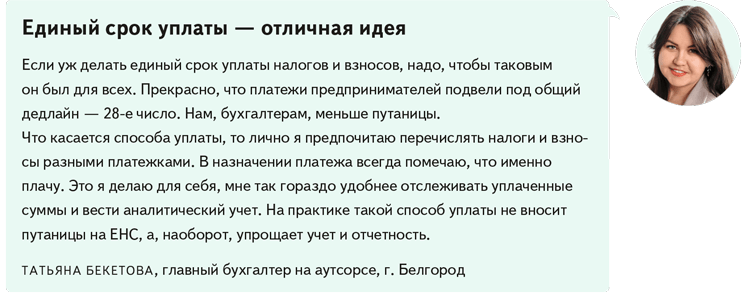 Единый срок уплаты — отличная идея
Если уж делать единый срок уплаты налогов и взносов, надо, чтобы таковым
он был для всех. Прекрасно, что платежи предпринимателей подвели под общий
дедлайн — 28-е число. Нам, бухгалтерам, меньше путаницы.
Что касается способа уплаты, то лично я предпочитаю перечислять налоги и взно-
сы разными платежками. В назначении платежа всегда помечаю, что именно
плачу. Это я делаю для себя, мне так гораздо удобнее отслеживать уплаченные
суммы и вести аналитический учет. На практике такой способ уплаты не вносит
путаницы на ЕНС, а, наоборот, упрощает учет и отчетность.
ТАТЬЯНА БЕКЕТОВА, главный бухгалтер на аутсорсе, г. Белгород